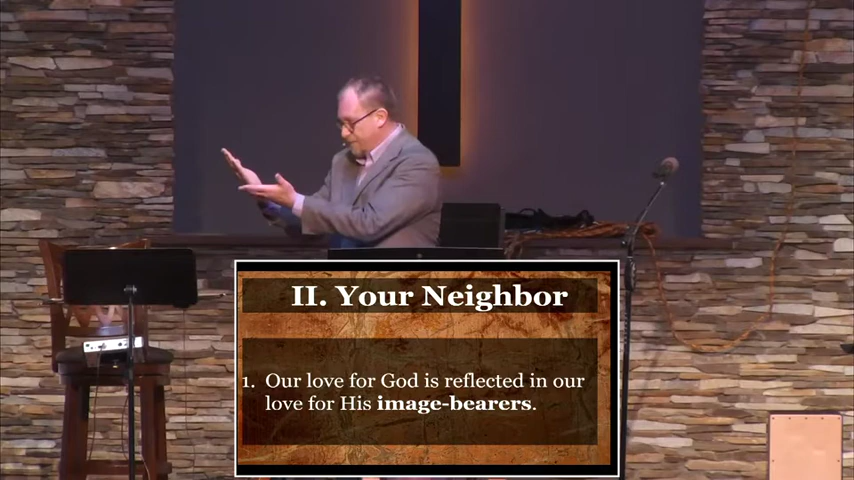 II. Your Neighbor
1. Our love for God is reflected in our
love for His image-bearers.